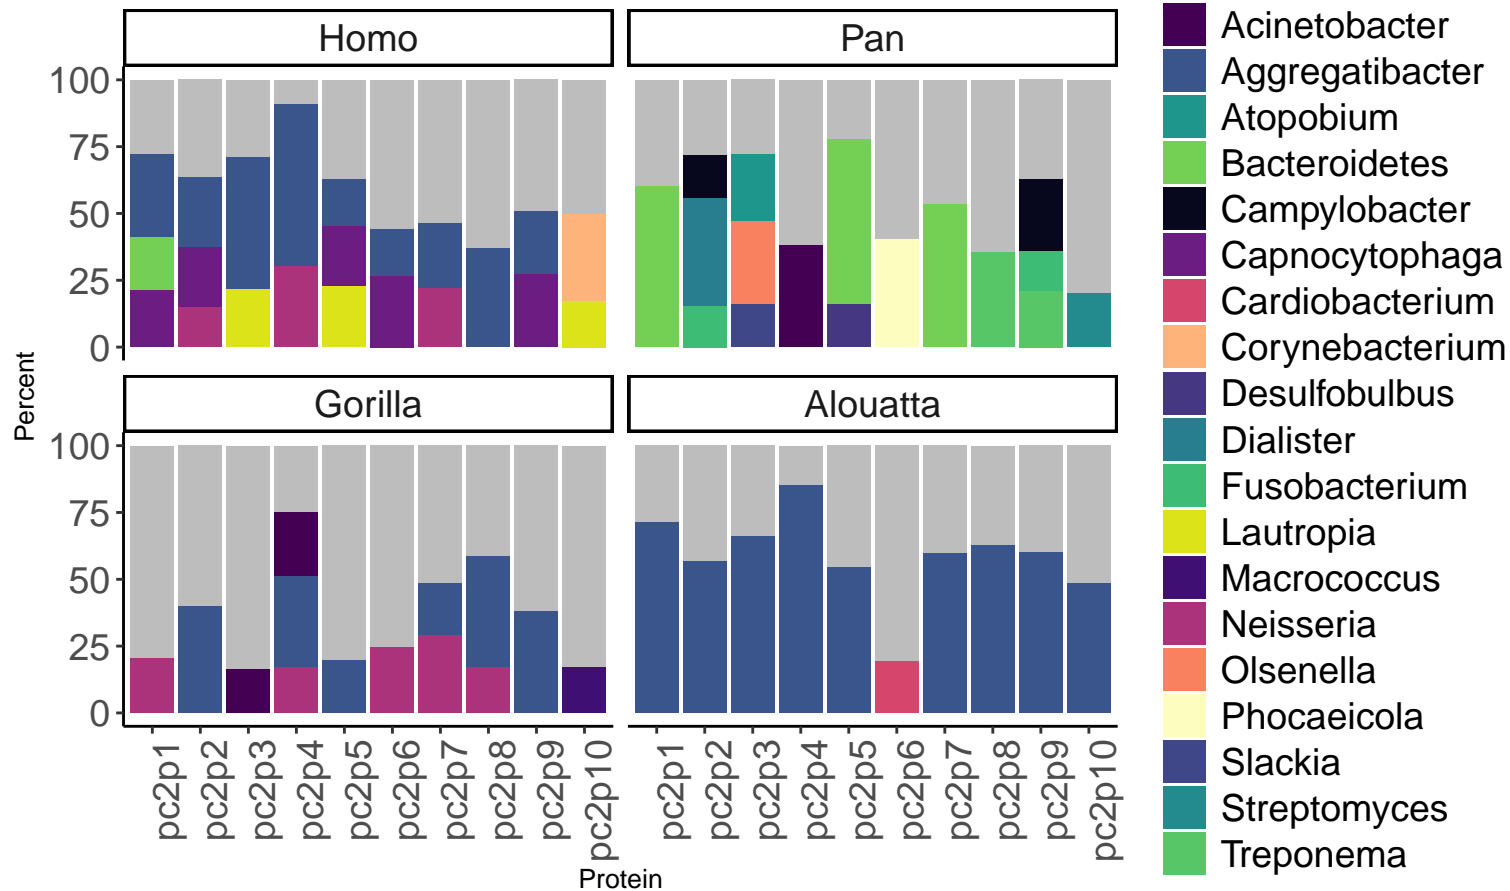 Homo
Pan
100
75
50
25
0
Gorilla
Alouatta
100
75
50
25
0
Percent
pc2p1
pc2p2
pc2p3
pc2p4
pc2p5
pc2p6
pc2p7
pc2p8
pc2p9
pc2p10
pc2p1
pc2p2
pc2p3
pc2p4
pc2p5
pc2p6
pc2p7
pc2p8
pc2p9
pc2p10
Protein
Acinetobacter
Aggregatibacter
Atopobium
Bacteroidetes
Campylobacter
Capnocytophaga
Cardiobacterium
Corynebacterium
Desulfobulbus
Dialister
Fusobacterium
Lautropia
Macrococcus
Neisseria
Olsenella
Phocaeicola
Slackia
Streptomyces
Treponema